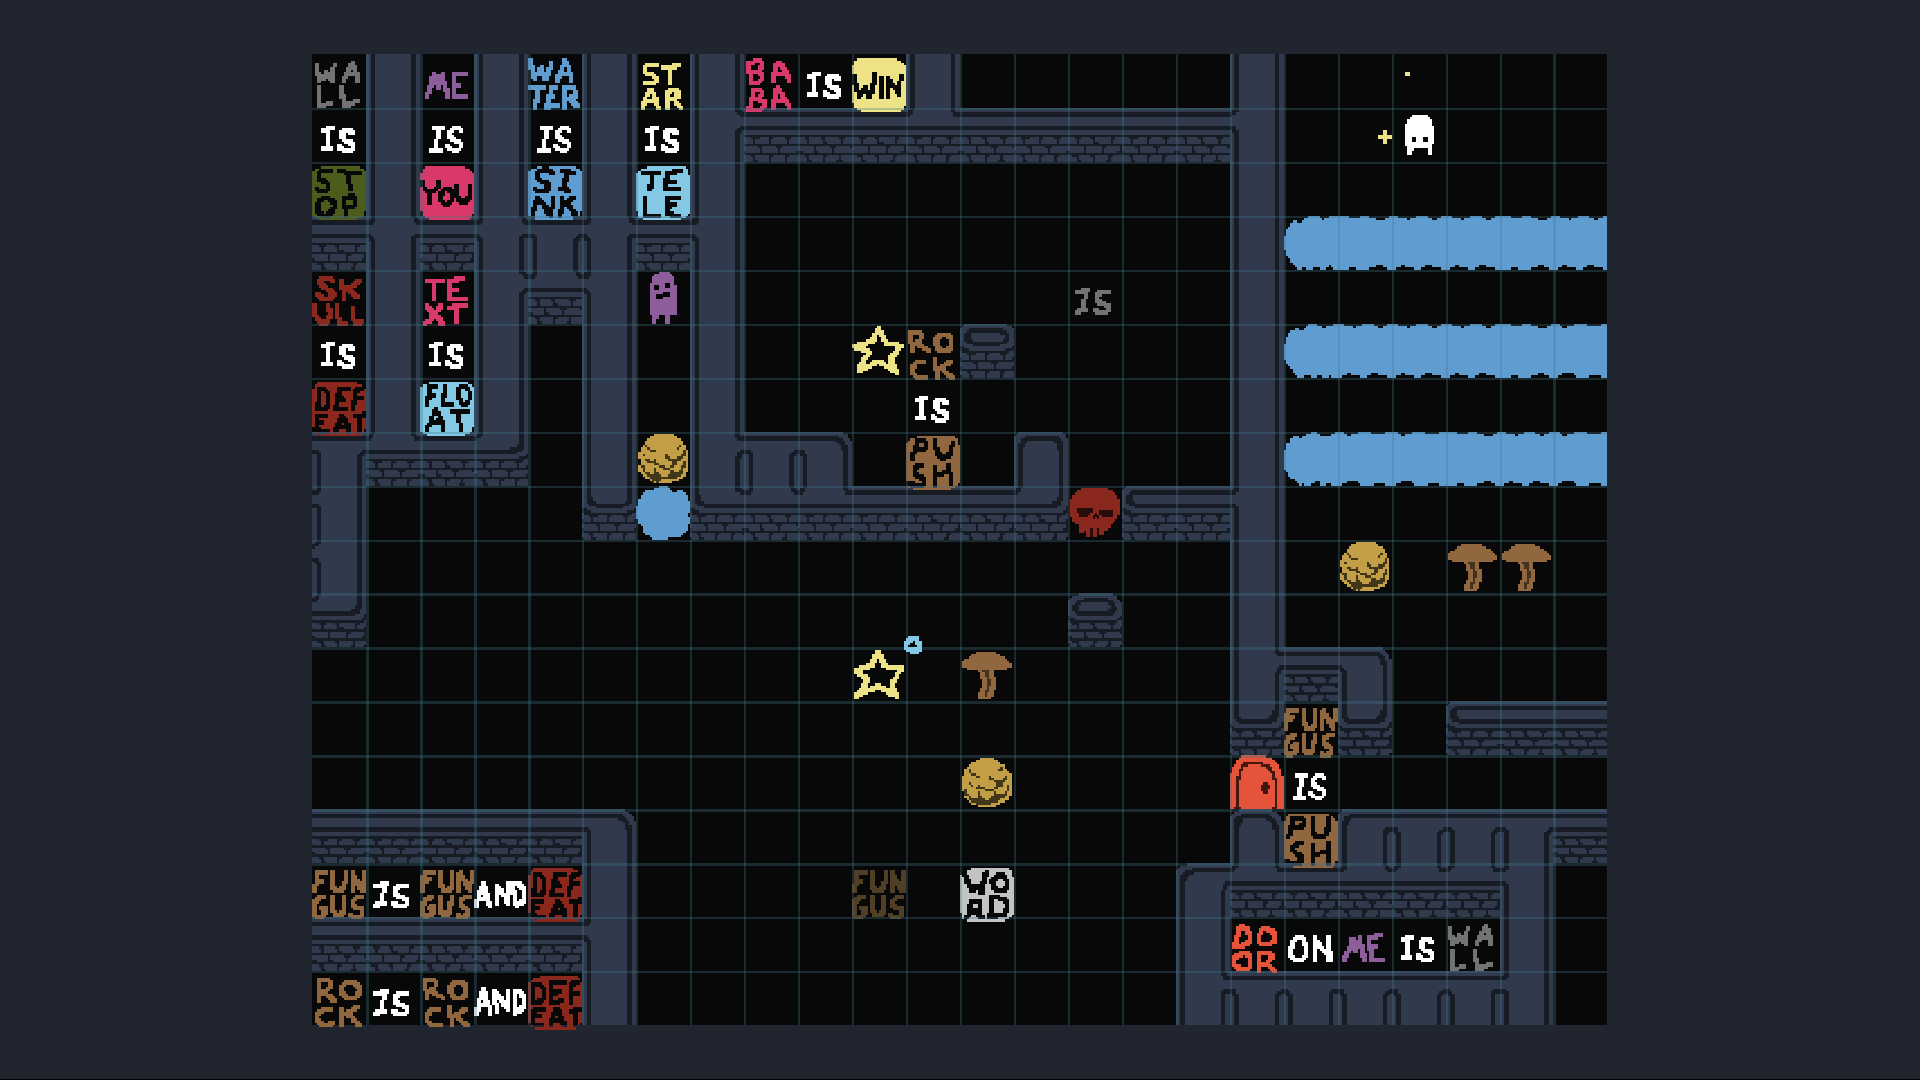 WALL ME WATER STAR BABA IS WIN
IS IS IS IS
STOP YOU SINK TELE
SKULL TEXT IS
IS IS ROCK
DEFEAT FLOAT IS
PUSH
FUNGUS
IS
PUSH
FUNGUS IS FUNGUS AND DEFEAT FUNGUS WORD
DOOR ON ME IS WALL
ROCK IS ROCK AND DEFEAT